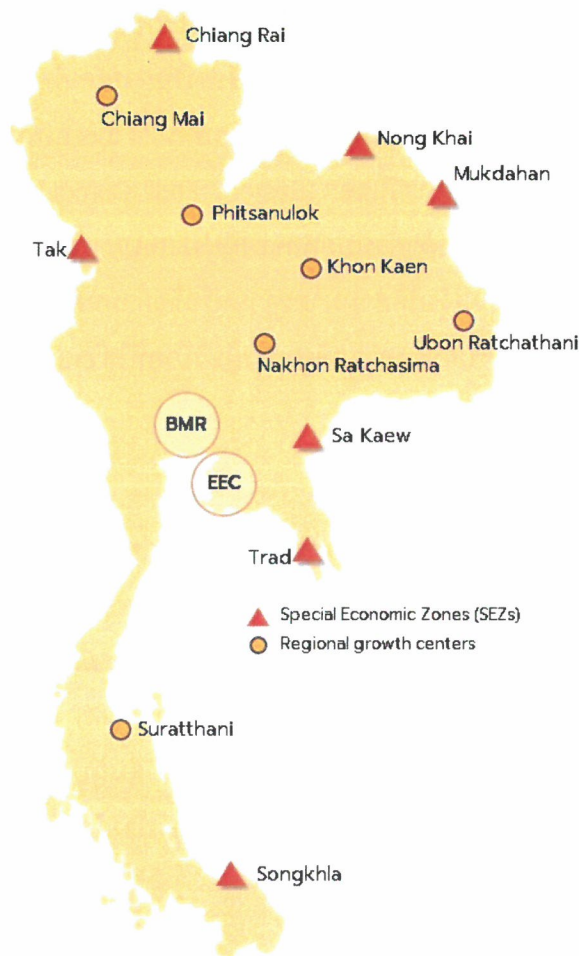 Chiang Rai
Chiang Mai
Nong Khai
Mukdahan
Phitsanulok
Tak
Khon Kaen
Ubon Ratchathani
Nakhon Ratchasima
BMR
Sa Kaew
EEC
Trad
Special Economic Zones (SEZs)
Regional growth centers
Suratthani
Songkhla